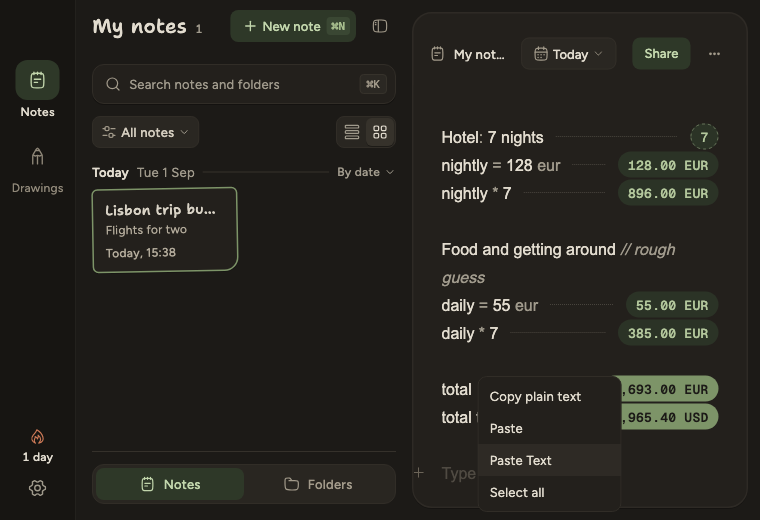 My notes 1
+ New note ⌘N
Search notes and folders ⌘K
All notes
Today Tue 1 Sep
By date
Lisbon trip bu...
Flights for two
Today, 15:38
Notes
Drawings
1 day
Notes
Folders
My not...
Today
Share
Hotel: 7 nights 7
nightly = 128 eur 128.00 EUR
nightly * 7 896.00 EUR
Food and getting around // rough
guess
daily = 55 eur 55.00 EUR
daily * 7 385.00 EUR
total ,693.00 EUR
total ,965.40 USD
+ Type
Copy plain text
Paste
Paste Text
Select all